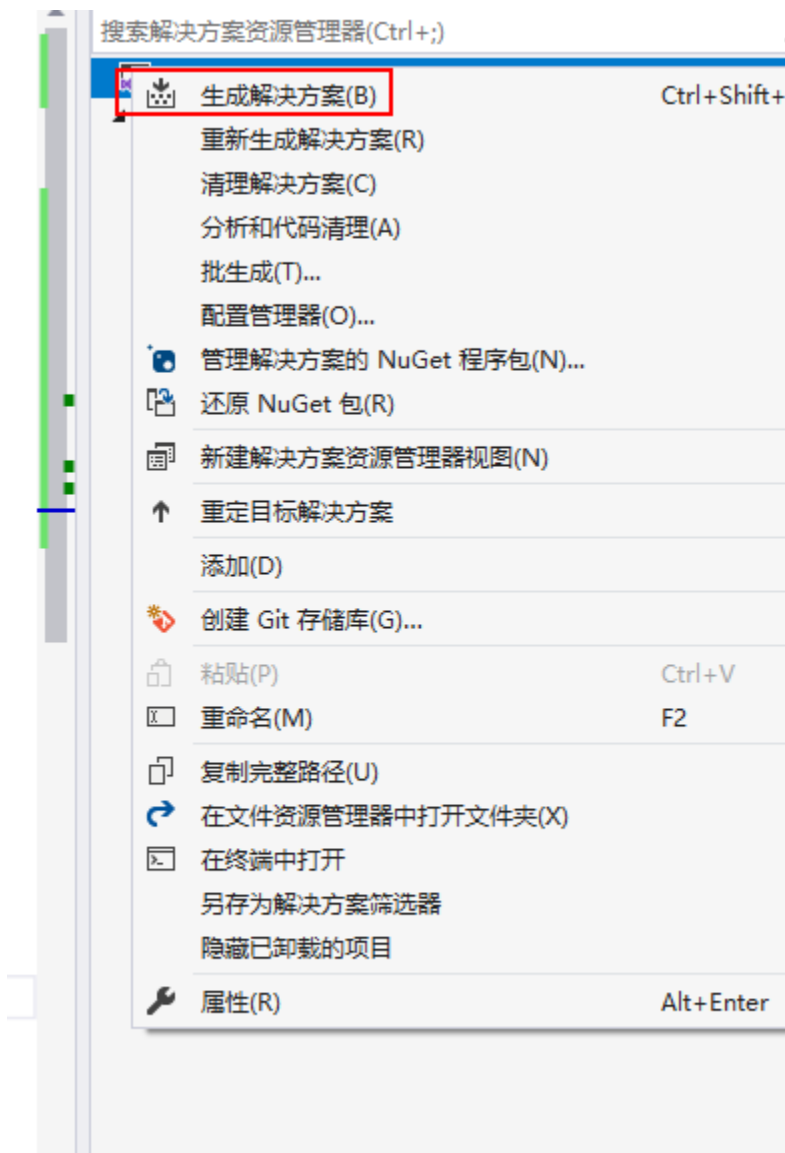 搜索解决方案资源管理器(Ctrl+;)
生成解决方案(B) Ctrl+Shift+
重新生成解决方案(R)
清理解决方案(C)
分析和代码清理(A)
批生成(T)...
配置管理器(O)...
管理解决方案的 NuGet 程序包(N)...
还原 NuGet 包(R)
新建解决方案资源管理器视图(N)
重定目标解决方案
添加(D)
创建 Git 存储库(G)...
粘贴(P) Ctrl+V
重命名(M) F2
复制完整路径(U)
在文件资源管理器中打开文件夹(X)
在终端中打开
另存为解决方案筛选器
隐藏已卸载的项目
属性(R) Alt+Enter